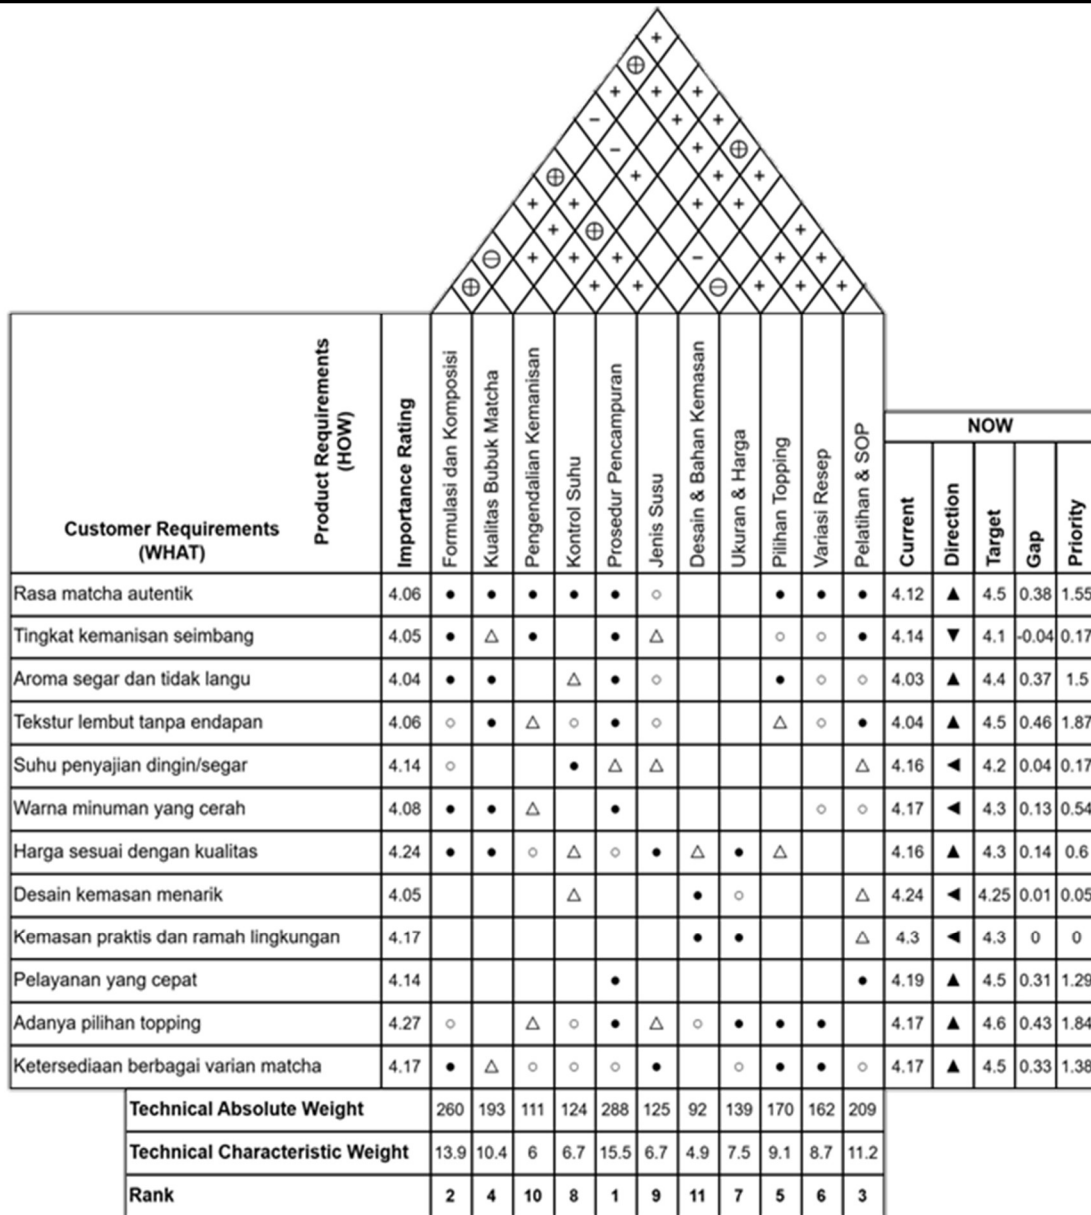 Product Requirements
(HOW)
Customer Requirements
(WHAT)
Importance Rating
Formulasi dan Komposisi
Kualitas Bubuk Matcha
Pengendalian Kemanisan
Kontrol Suhu
Prosedur Pencampuran
Jenis Susu
Desain & Bahan Kemasan
Ukuran & Harga
Pilihan Topping
Variasi Resep
Pelatihan & SOP
NOW
Current
Direction
Target
Gap
Priority
Rasa matcha autentik 4.06 ● ● ● ● ● ○ ● ● ● 4.12 ▲ 4.5 0.38 1.55
Tingkat kemanisan seimbang 4.05 ● △ ● ● △ ○ ○ ● 4.14 ▼ 4.1 -0.04 0.17
Aroma segar dan tidak langu 4.04 ● ● △ ● ○ ● ○ ○ 4.03 ▲ 4.4 0.37 1.5
Tekstur lembut tanpa endapan 4.06 ○ ● △ ○ ● ○ △ ○ ● 4.04 ▲ 4.5 0.46 1.87
Suhu penyajian dingin/segar 4.14 ○ ● △ △ △ 4.16 ◄ 4.2 0.04 0.17
Warna minuman yang cerah 4.08 ● ● △ ● ○ ○ 4.17 ◄ 4.3 0.13 0.54
Harga sesuai dengan kualitas 4.24 ● ● ○ △ ○ ● △ ● △ 4.16 ▲ 4.3 0.14 0.6
Desain kemasan menarik 4.05 △ ● ○ △ 4.24 ◄ 4.25 0.01 0.05
Kemasan praktis dan ramah lingkungan 4.17 ● ● △ 4.3 ◄ 4.3 0 0
Pelayanan yang cepat 4.14 ● ● 4.19 ▲ 4.5 0.31 1.29
Adanya pilihan topping 4.27 ○ △ ○ ● △ ○ ● ● ● 4.17 ▲ 4.6 0.43 1.84
Ketersediaan berbagai varian matcha 4.17 ● △ ○ ○ ○ ● ○ ● ● ○ 4.17 ▲ 4.5 0.33 1.38
Technical Absolute Weight 260 193 111 124 288 125 92 139 170 162 209
Technical Characteristic Weight 13.9 10.4 6 6.7 15.5 6.7 4.9 7.5 9.1 8.7 11.2
Rank 2 4 10 8 1 9 11 7 5 6 3